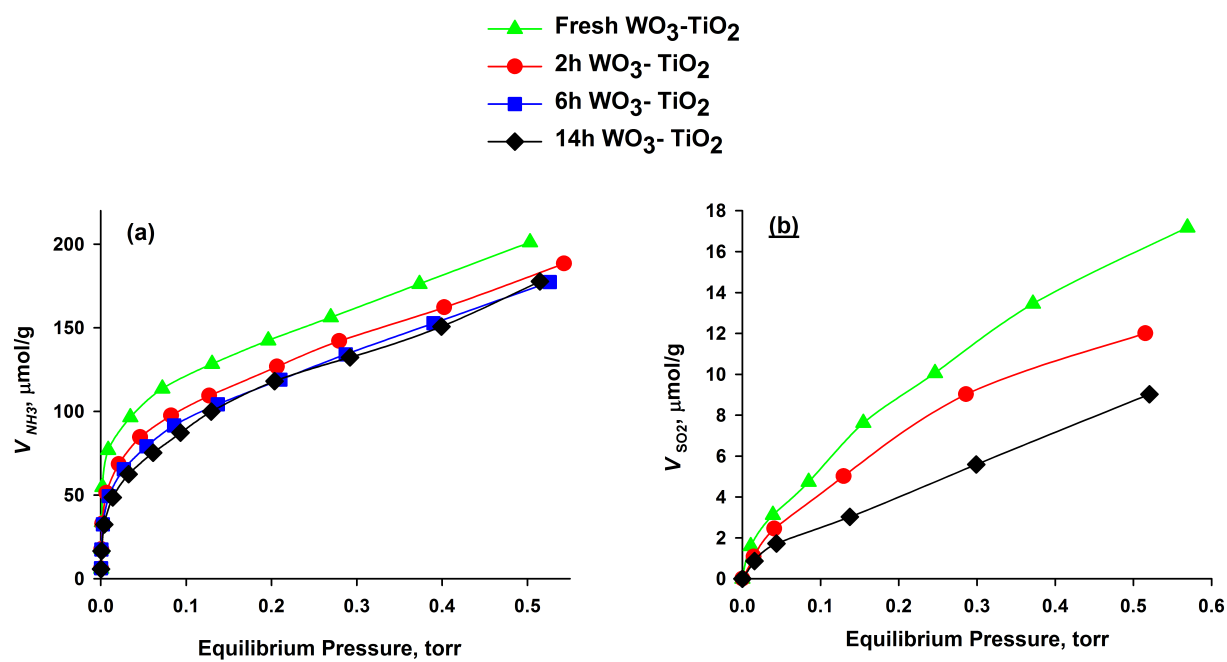 Fresh WO3-TiO2
2h WO3- TiO2
6h WO3- TiO2
14h WO3- TiO2
(a)
V NH3, μmol/g
200
150
100
50
0
0.0 0.1 0.2 0.3 0.4 0.5
Equilibrium Pressure, torr
(b)
V SO2, μmol/g
18
16
14
12
10
8
6
4
2
0
0.0 0.1 0.2 0.3 0.4 0.5 0.6
Equilibrium Pressure, torr